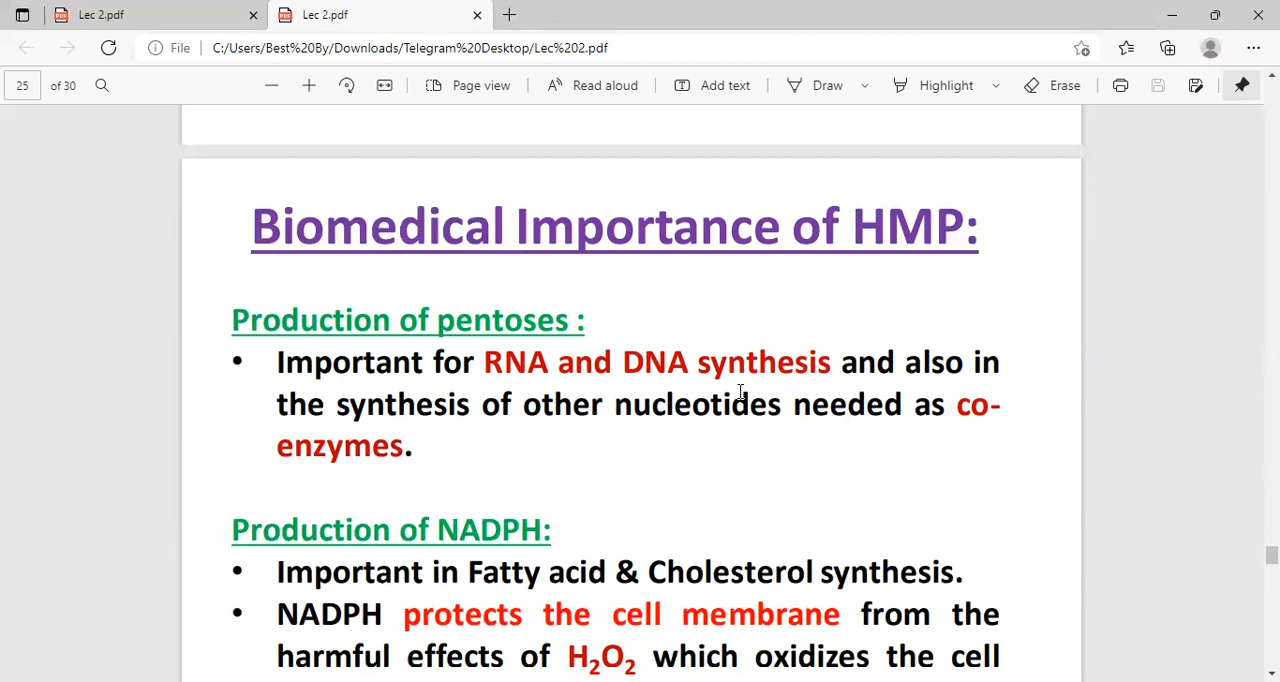 Lec 2.pdf
Lec 2.pdf
File C:/Users/Best%20By/Downloads/Telegram%20Desktop/Lec%202.pdf
25 of 30 Page view Read aloud Add text Draw Highlight Erase
Biomedical Importance of HMP:
Production of pentoses :
• Important for RNA and DNA synthesis and also in
the synthesis of other nucleotides needed as co-
enzymes.
Production of NADPH:
• Important in Fatty acid & Cholesterol synthesis.
• NADPH protects the cell membrane from the
harmful effects of H₂O₂ which oxidizes the cell